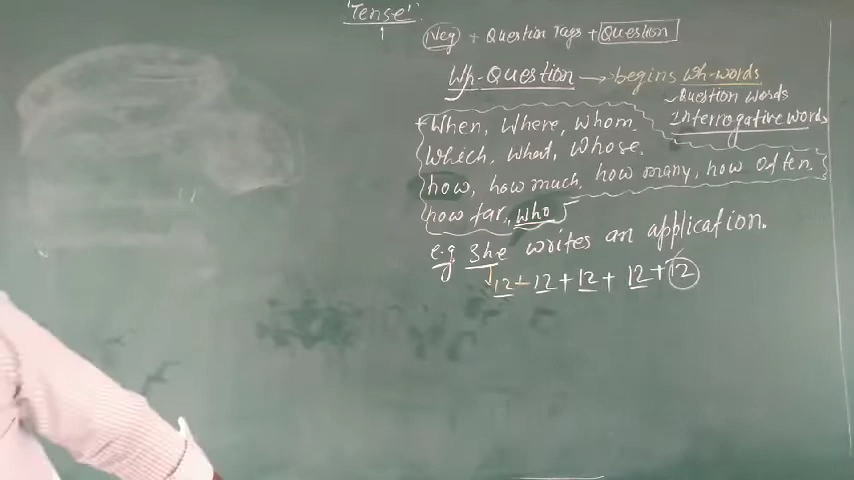 'Tense'
Neg + Question Tags + Question
Wh-Question → begins wh-words
Question words
Interrogative words
When, Where, whom,
which, what, whose,
how, how much, how many, how often,
how far, who
e.g She writes an application.
12 + 12 + 12 + 12 + 12